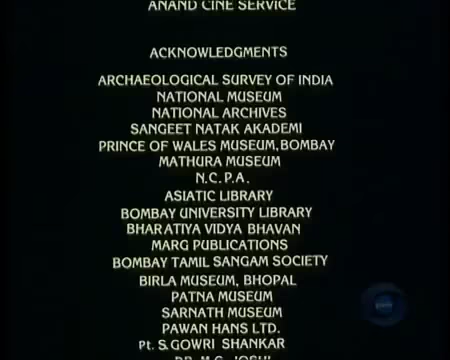 ANAND CINE SERVICE
ACKNOWLEDGMENTS
ARCHAEOLOGICAL SURVEY OF INDIA
NATIONAL MUSEUM
NATIONAL ARCHIVES
SANGEET NATAK AKADEMI
PRINCE OF WALES MUSEUM, BOMBAY
MATHURA MUSEUM
N.C.P.A.
ASIATIC LIBRARY
BOMBAY UNIVERSITY LIBRARY
BHARATIYA VIDYA BHAVAN
MARG PUBLICATIONS
BOMBAY TAMIL SANGAM SOCIETY
BIRLA MUSEUM, BHOPAL
PATNA MUSEUM
SARNATH MUSEUM
PAWAN HANS LTD.
Pt. S. GOWRI SHANKAR
DR. M.C. JOSHI